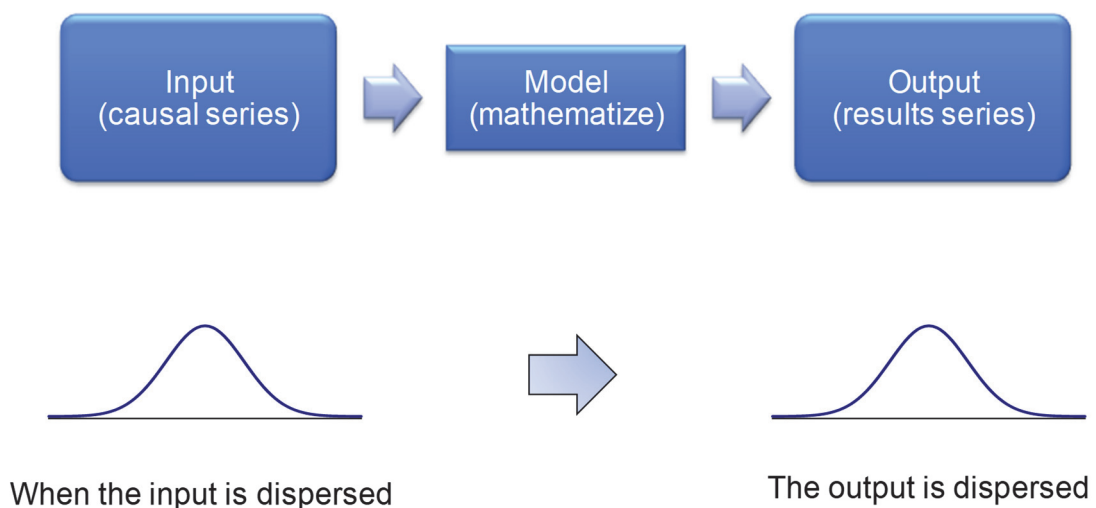 Input
(causal series)
Model
(mathematize)
Output
(results series)
When the input is dispersed
The output is dispersed